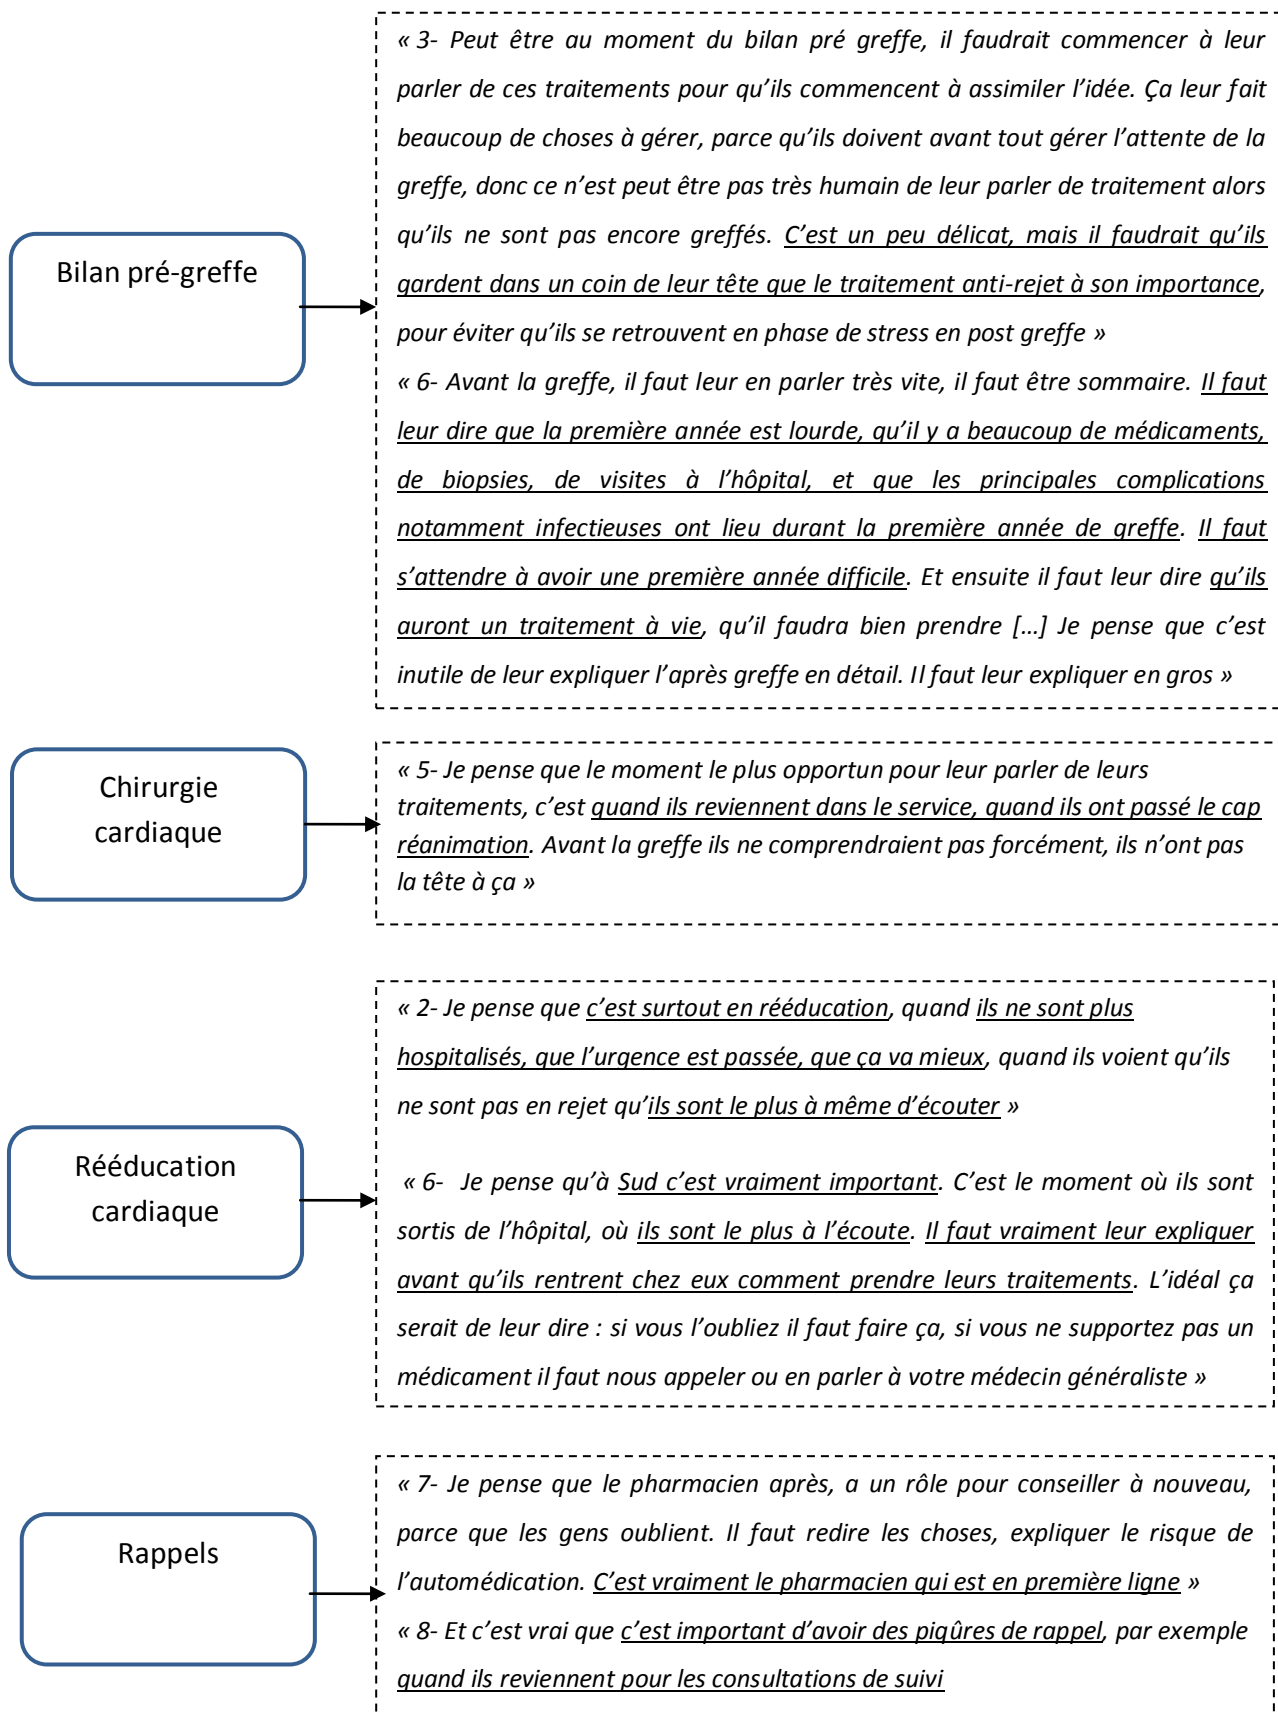 « 3- Peut être au moment du bilan pré greffe, il faudrait commencer à leur
parler de ces traitements pour qu'ils commencent à assimiler l'idée. Ça leur fait
beaucoup de choses à gérer, parce qu'ils doivent avant tout gérer l'attente de la
greffe, donc ce n'est peut être pas très humain de leur parler de traitement alors
qu'ils ne sont pas encore greffés. C'est un peu délicat, mais il faudrait qu'ils
gardent dans un coin de leur tête que le traitement anti-rejet à son importance,
pour éviter qu'ils se retrouvent en phase de stress en post greffe »
« 6- Avant la greffe, il faut leur en parler très vite, il faut être sommaire. Il faut
leur dire que la première année est lourde, qu'il y a beaucoup de médicaments,
de biopsies, de visites à l'hôpital, et que les principales complications
notamment infectieuses ont lieu durant la première année de greffe. Il faut
s'attendre à avoir une première année difficile. Et ensuite il faut leur dire qu'ils
auront un traitement à vie, qu'il faudra bien prendre […] Je pense que c'est
inutile de leur expliquer l'après greffe en détail. Il faut leur expliquer en gros »
Bilan pré-greffe
Chirurgie
cardiaque
« 5- Je pense que le moment le plus opportun pour leur parler de leurs
traitements, c'est quand ils reviennent dans le service, quand ils ont passé le cap
réanimation. Avant la greffe ils ne comprendraient pas forcément, ils n'ont pas
la tête à ça »
Rééducation
cardiaque
« 2- Je pense que c'est surtout en rééducation, quand ils ne sont plus
hospitalisés, que l'urgence est passée, que ça va mieux, quand ils voient qu'ils
ne sont pas en rejet qu'ils sont le plus à même d'écouter »
« 6- Je pense qu'à Sud c'est vraiment important. C'est le moment où ils sont
sortis de l'hôpital, où ils sont le plus à l'écoute. Il faut vraiment leur expliquer
avant qu'ils rentrent chez eux comment prendre leurs traitements. L'idéal ça
serait de leur dire : si vous l'oubliez il faut faire ça, si vous ne supportez pas un
médicament il faut nous appeler ou en parler à votre médecin généraliste »
Rappels
« 7- Je pense que le pharmacien après, a un rôle pour conseiller à nouveau,
parce que les gens oublient. Il faut redire les choses, expliquer le risque de
l'automédication. C'est vraiment le pharmacien qui est en première ligne »
« 8- Et c'est vrai que c'est important d'avoir des piqûres de rappel, par exemple
quand ils reviennent pour les consultations de suivi